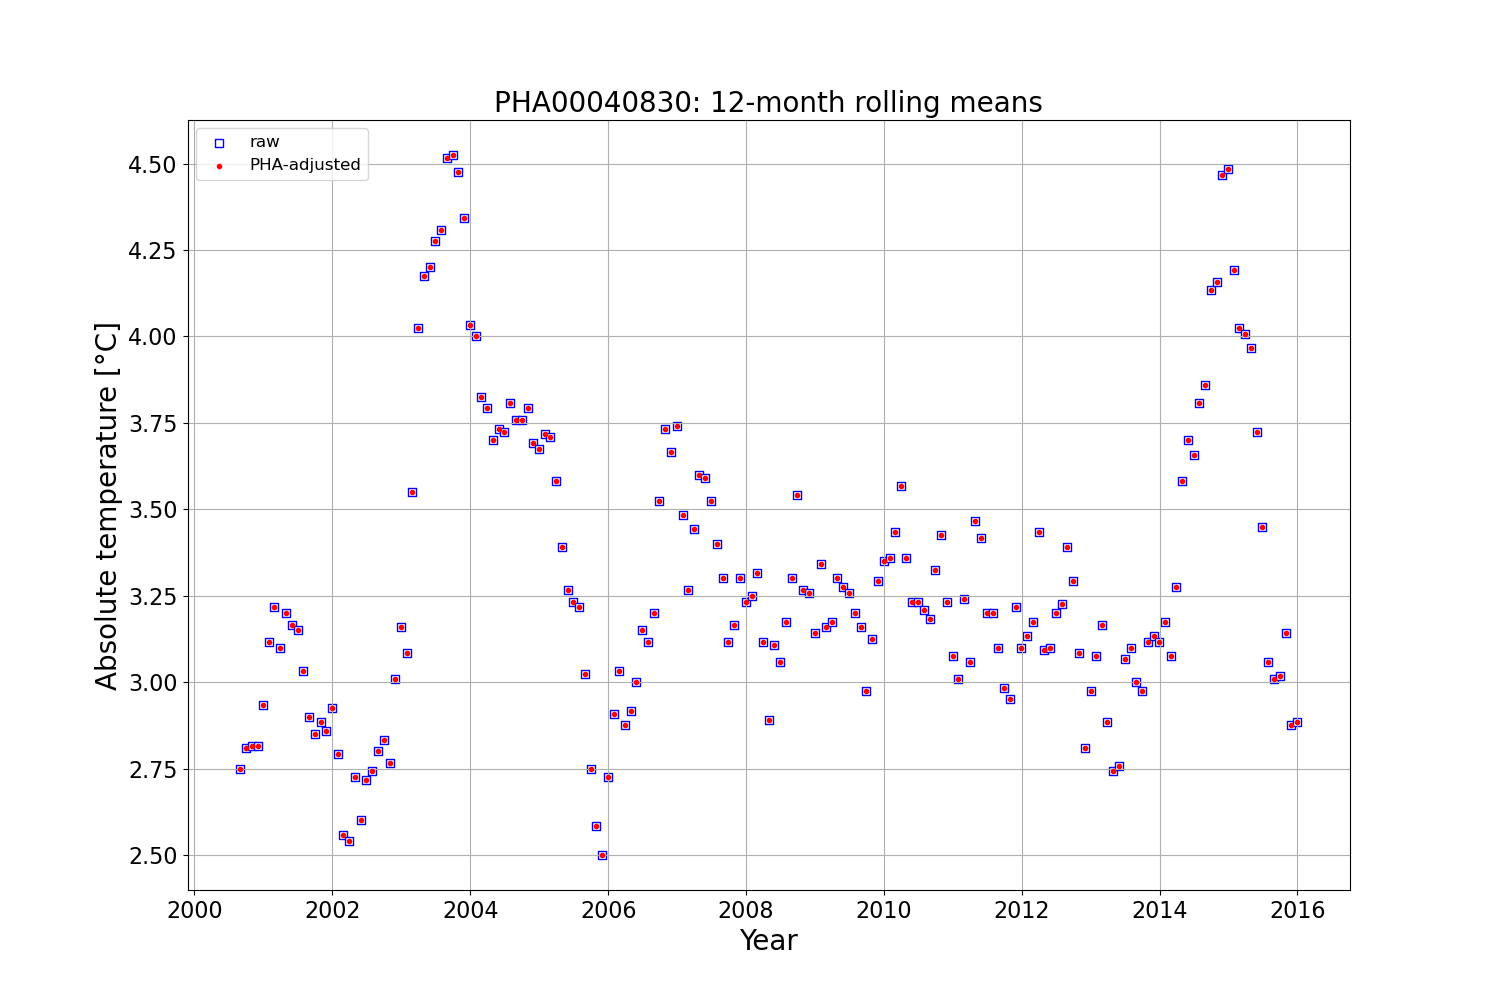 PHA00040830: 12-month rolling means
raw
PHA-adjusted
4.50
4.25
4.00
3.75
3.50
3.25
3.00
2.75
2.50
Absolute temperature [°C]
2000 2002 2004 2006 2008 2010 2012 2014 2016
Year